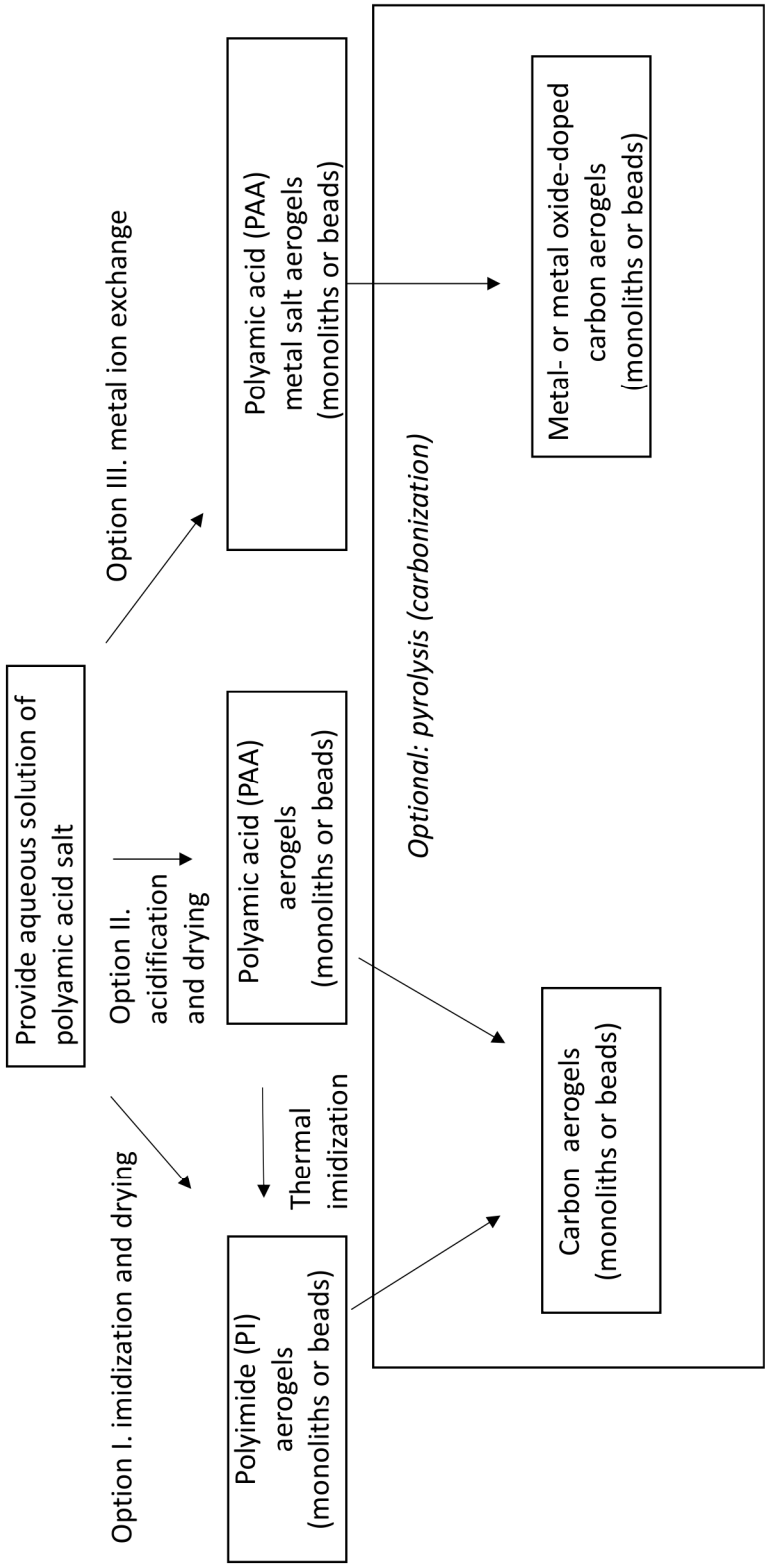 Provide aqueous solution of
polyamic acid salt
Option I. imidization and drying
Option II.
acidification
and drying
Option III. metal ion exchange
Polyimide (PI)
aerogels
(monoliths or beads)
Thermal
imidization
Polyamic acid (PAA)
aerogels
(monoliths or beads)
Polyamic acid (PAA)
metal salt aerogels
(monoliths or beads)
Optional: pyrolysis (carbonization)
Carbon aerogels
(monoliths or beads)
Metal- or metal oxide-doped
carbon aerogels
(monoliths or beads)